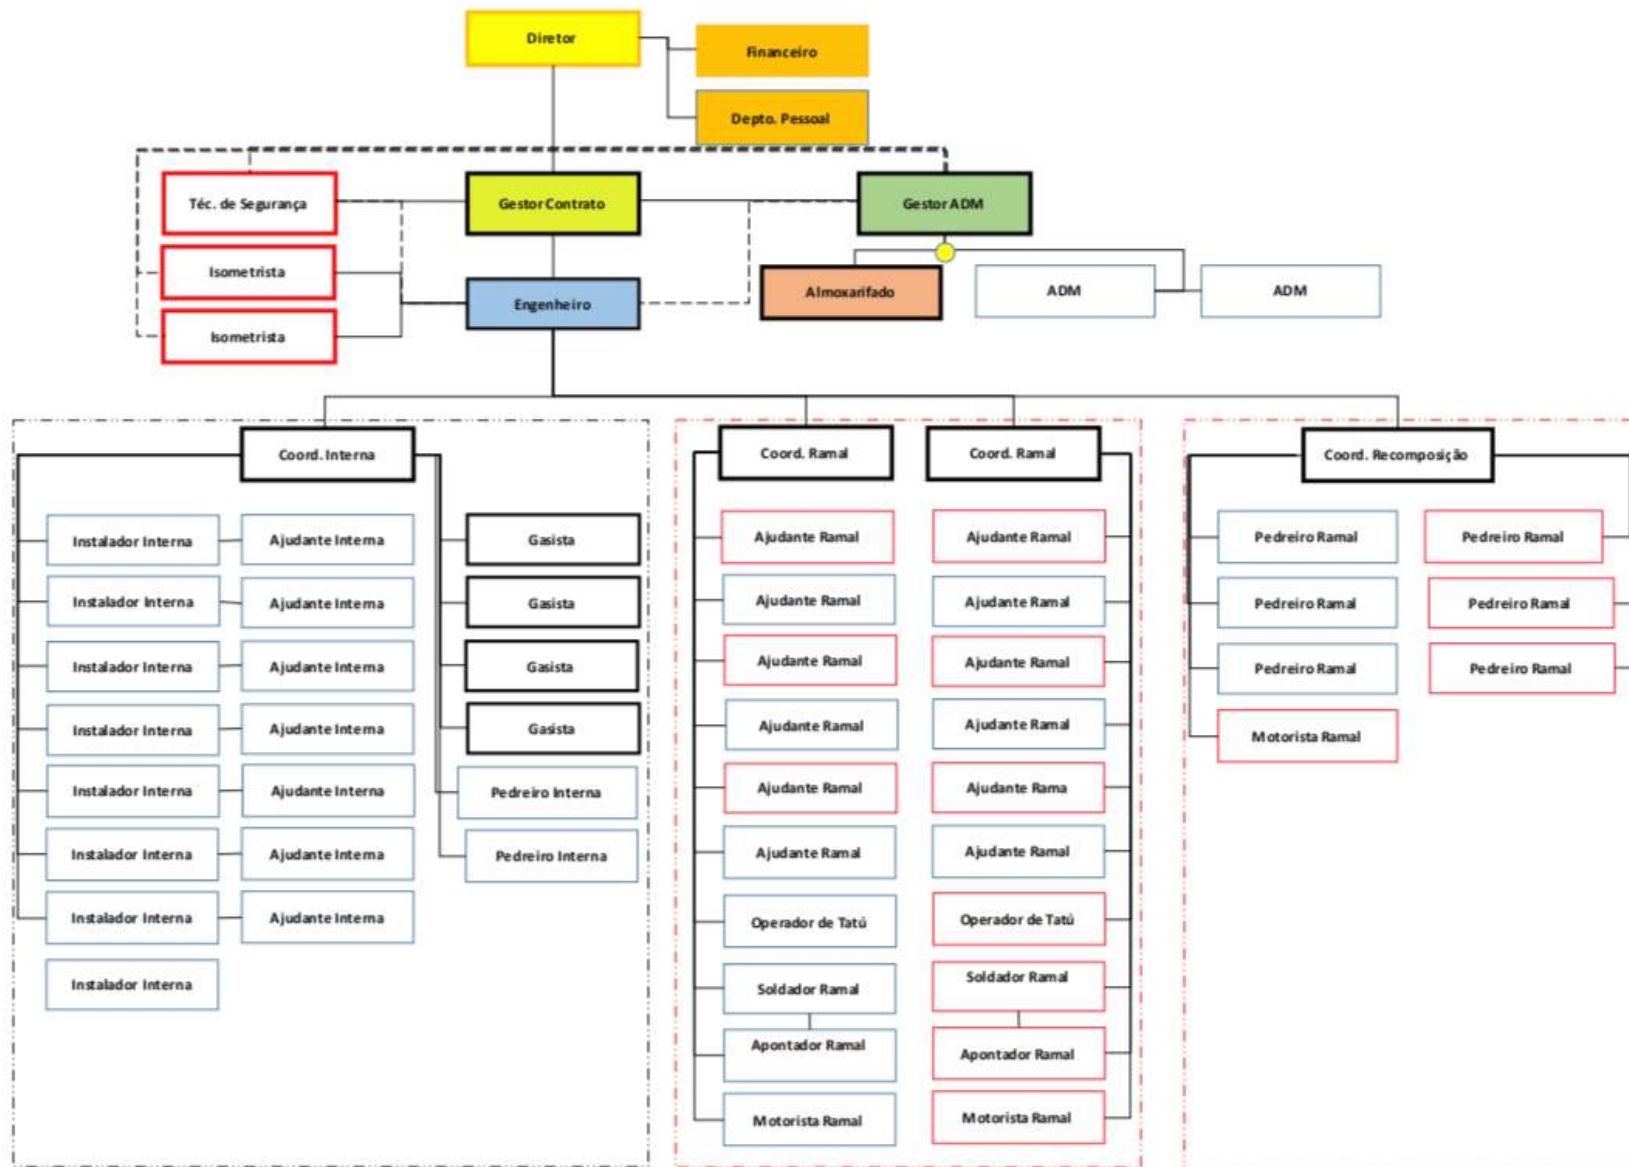 Diretor
Financeiro
Depto. Pessoal
Téc. de Segurança
Gestor Contrato
Gestor ADM
Isometrista
Engenheiro
Almoxarifado
ADM
ADM
Isometrista
Coord. Interna
Instalador Interna
Ajudante Interna
Gasista
Instalador Interna
Ajudante Interna
Gasista
Instalador Interna
Ajudante Interna
Gasista
Instalador Interna
Ajudante Interna
Gasista
Instalador Interna
Ajudante Interna
Pedreiro Interna
Instalador Interna
Ajudante Interna
Pedreiro Interna
Instalador Interna
Ajudante Interna
Instalador Interna
Coord. Ramal
Coord. Ramal
Ajudante Ramal
Ajudante Ramal
Ajudante Ramal
Ajudante Ramal
Ajudante Ramal
Ajudante Ramal
Ajudante Ramal
Ajudante Ramal
Ajudante Ramal
Ajudante Rama
Ajudante Ramal
Ajudante Ramal
Operador de Tatú
Operador de Tatú
Soldador Ramal
Soldador Ramal
Apontador Ramal
Apontador Ramal
Motorista Ramal
Motorista Ramal
Coord. Recomposição
Pedreiro Ramal
Pedreiro Ramal
Pedreiro Ramal
Pedreiro Ramal
Pedreiro Ramal
Pedreiro Ramal
Motorista Ramal